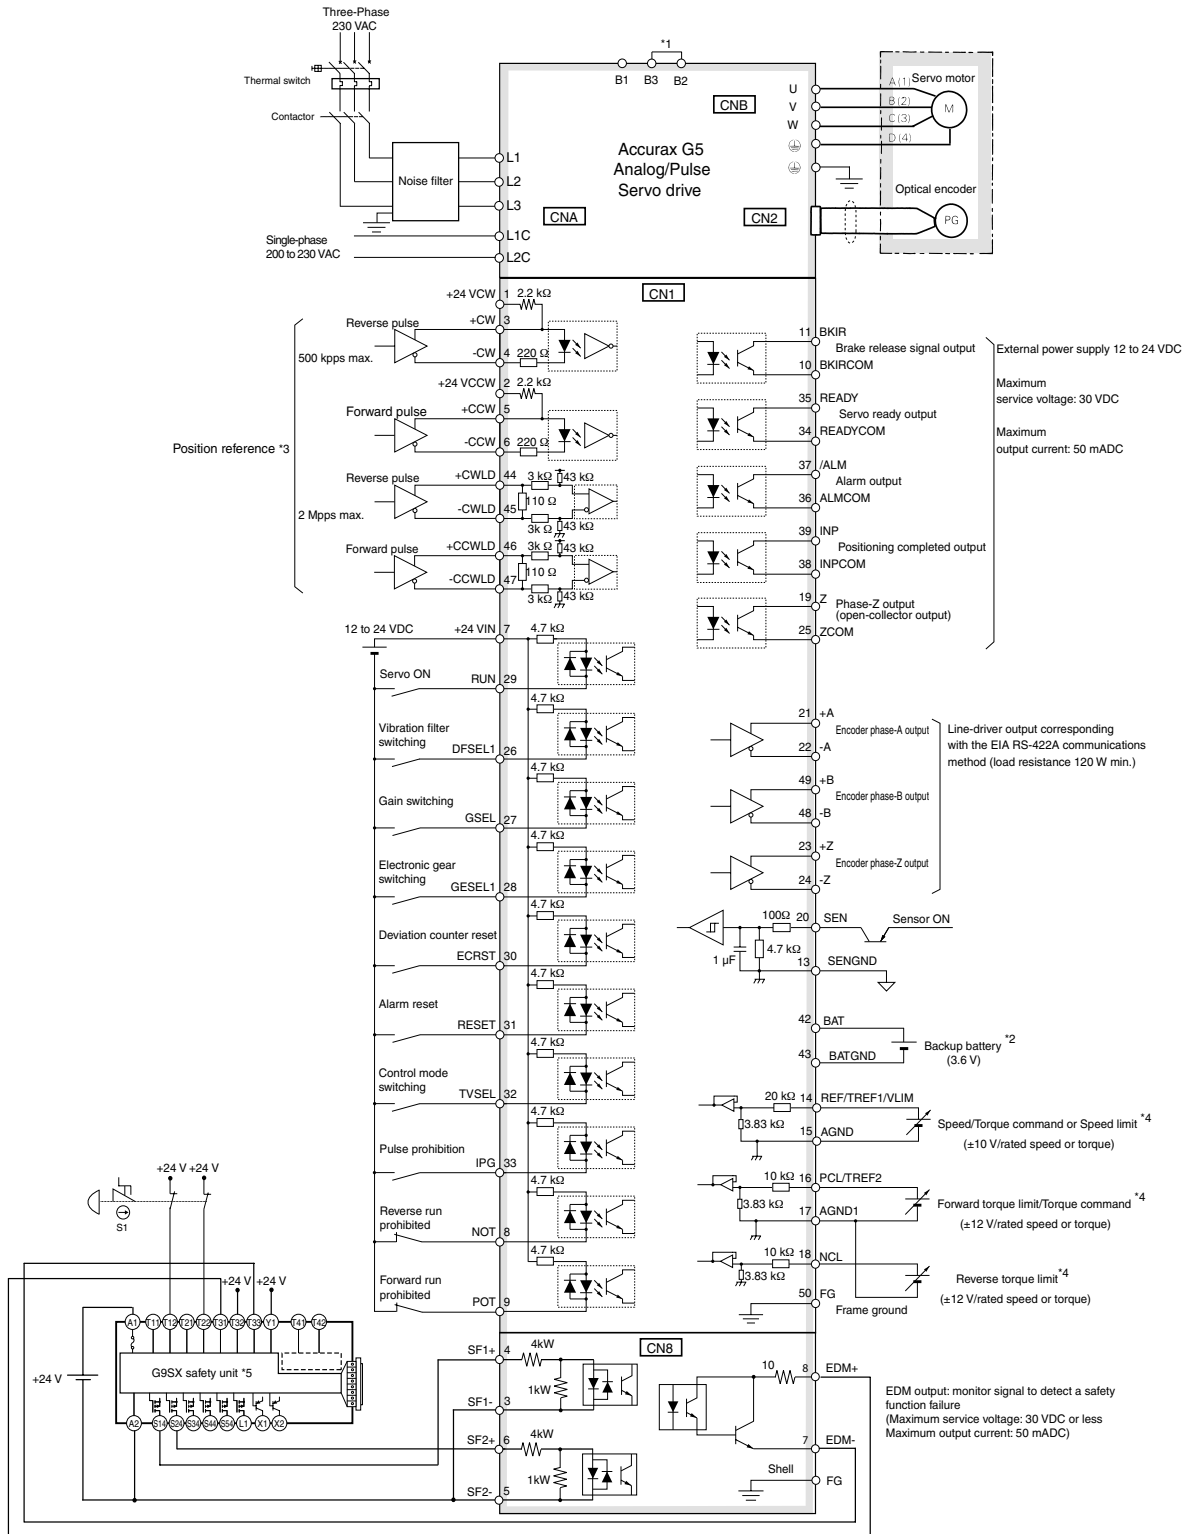 Three-Phase
230 VAC
Thermal switch
Contactor
Noise filter
Single-phase
200 to 230 VAC
L1
L2
L3
L1C
L2C
*1
B1 B3 B2
CNB
Accurax G5
Analog/Pulse
Servo drive
CNA
CN2
U
V
W
A (1)
B (2)
C (3)
D (4)
Servo motor
M
Optical encoder
PG
CN1
Position reference *3
500 kpps max.
2 Mpps max.
+24 VCW 1 2.2 kΩ
Reverse pulse
+CW 3
-CW 4 220 Ω
+24 VCCW 2 2.2 kΩ
Forward pulse
+CCW 5
-CCW 6 220 Ω
Reverse pulse
+CWLD 44 3 kΩ 43 kΩ
110 Ω
-CWLD 45
3k Ω 43 kΩ
Forward pulse
+CCWLD 46 3k Ω 43 kΩ
110 Ω
-CCWLD 47
3 kΩ 43 kΩ
12 to 24 VDC
+24 VIN 7 4.7 kΩ
Servo ON
RUN 29
4.7 kΩ
Vibration filter
switching
DFSEL1 26
4.7 kΩ
Gain switching
GSEL 27
4.7 kΩ
Electronic gear
switching
GESEL1 28
4.7 kΩ
Deviation counter reset
ECRST 30
4.7 kΩ
Alarm reset
RESET 31
4.7 kΩ
Control mode
switching
TVSEL 32
4.7 kΩ
Pulse prohibition
IPG 33
4.7 kΩ
Reverse run
prohibited
NOT 8
4.7 kΩ
Forward run
prohibited
POT 9
11 BKIR
Brake release signal output
10 BKIRCOM
35 READY
Servo ready output
34 READYCOM
37 /ALM
Alarm output
36 ALMCOM
39 INP
Positioning completed output
38 INPCOM
19 Z
Phase-Z output
(open-collector output)
25 ZCOM
External power supply 12 to 24 VDC
Maximum
service voltage: 30 VDC
Maximum
output current: 50 mADC
21 +A
Encoder phase-A output
22 -A
49 +B
Encoder phase-B output
48 -B
23 +Z
Encoder phase-Z output
24 -Z
Line-driver output corresponding
with the EIA RS-422A communications
method (load resistance 120 W min.)
100Ω 20 SEN Sensor ON
4.7 kΩ
1 µF
13 SENGND
42 BAT
Backup battery *2
(3.6 V)
43 BATGND
20 kΩ 14 REF/TREF1/VLIM
3.83 kΩ
15 AGND
Speed/Torque command or Speed limit *4
(±10 V/rated speed or torque)
10 kΩ 16 PCL/TREF2
3.83 kΩ
17 AGND1
Forward torque limit/Torque command *4
(±12 V/rated speed or torque)
10 kΩ 18 NCL
3.83 kΩ
Reverse torque limit*4
(±12 V/rated speed or torque)
50 FG
Frame ground
+24 V +24 V
S1
+24 V +24 V
A1 T11 T12 T21 T22 T31 T32 T33 Y1 T41 T42
+24 V
G9SX safety unit *5
A2 S14 S24 S34 S44 S54 L1 X1 X2
CN8
SF1+ 4 4kW
1kW
SF1- 3
SF2+ 6 4kW
1kW
SF2- 5
10 8 EDM+
7 EDM-
Shell
FG
EDM output: monitor signal to detect a safety
function failure
(Maximum service voltage: 30 VDC or less
Maximum output current: 50 mADC)